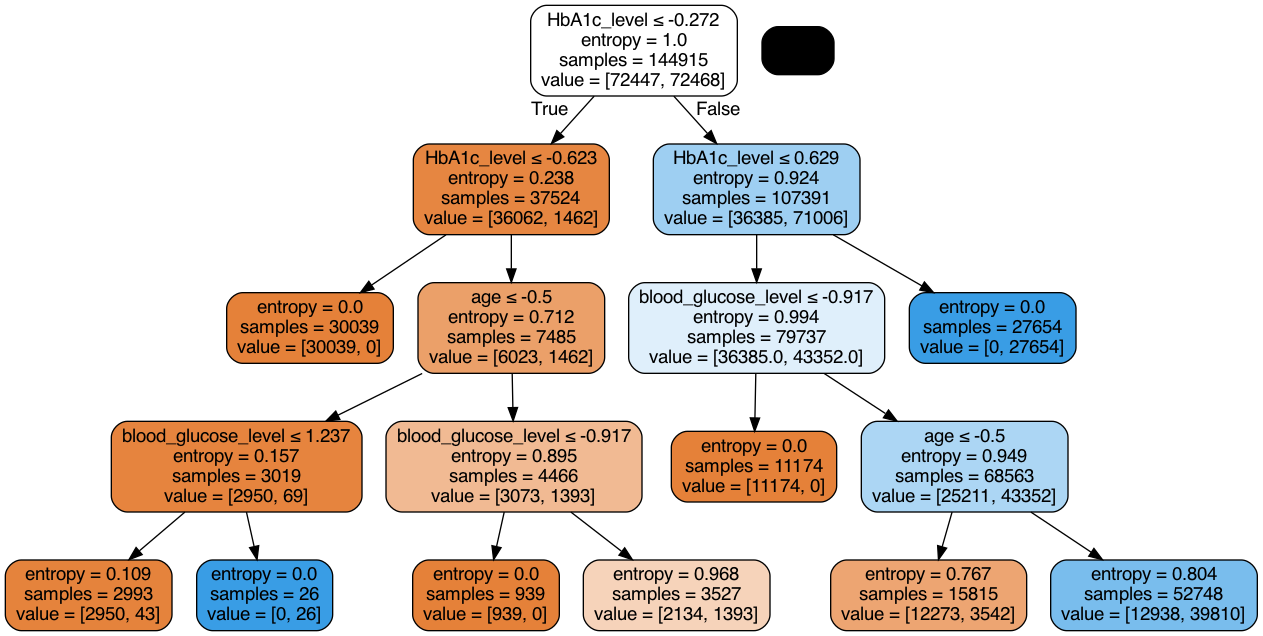 HbA1c_level ≤ -0.272
entropy = 1.0
samples = 144915
value = [72447, 72468]
True
False
HbA1c_level ≤ -0.623
entropy = 0.238
samples = 37524
value = [36062, 1462]
HbA1c_level ≤ 0.629
entropy = 0.924
samples = 107391
value = [36385, 71006]
entropy = 0.0
samples = 30039
value = [30039, 0]
age ≤ -0.5
entropy = 0.712
samples = 7485
value = [6023, 1462]
blood_glucose_level ≤ -0.917
entropy = 0.994
samples = 79737
value = [36385.0, 43352.0]
entropy = 0.0
samples = 27654
value = [0, 27654]
blood_glucose_level ≤ 1.237
entropy = 0.157
samples = 3019
value = [2950, 69]
blood_glucose_level ≤ -0.917
entropy = 0.895
samples = 4466
value = [3073, 1393]
entropy = 0.0
samples = 11174
value = [11174, 0]
age ≤ -0.5
entropy = 0.949
samples = 68563
value = [25211, 43352]
entropy = 0.109
samples = 2993
value = [2950, 43]
entropy = 0.0
samples = 26
value = [0, 26]
entropy = 0.0
samples = 939
value = [939, 0]
entropy = 0.968
samples = 3527
value = [2134, 1393]
entropy = 0.767
samples = 15815
value = [12273, 3542]
entropy = 0.804
samples = 52748
value = [12938, 39810]